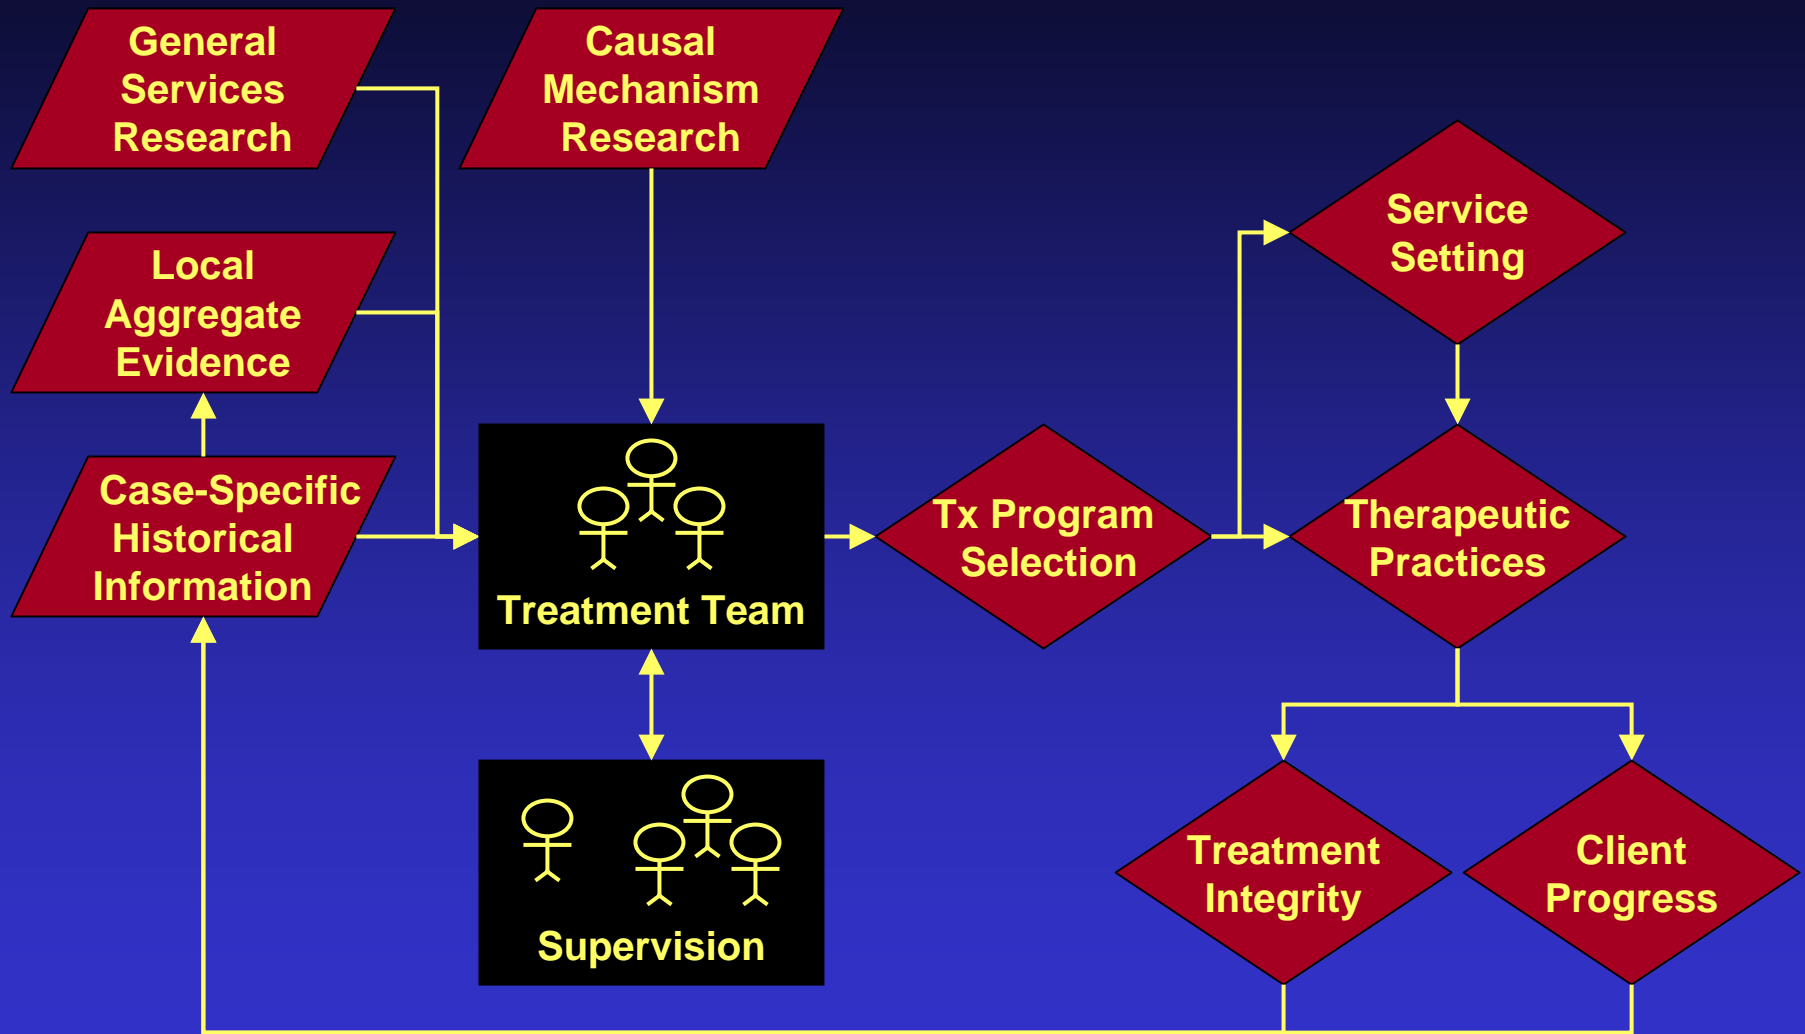 General
Services
Research
Causal
Mechanism
Research
Service
Setting
Local
Aggregate
Evidence
Case-Specific
Historical
Information
Treatment Team
Tx Program
Selection
Therapeutic
Practices
Supervision
Treatment
Integrity
Client
Progress